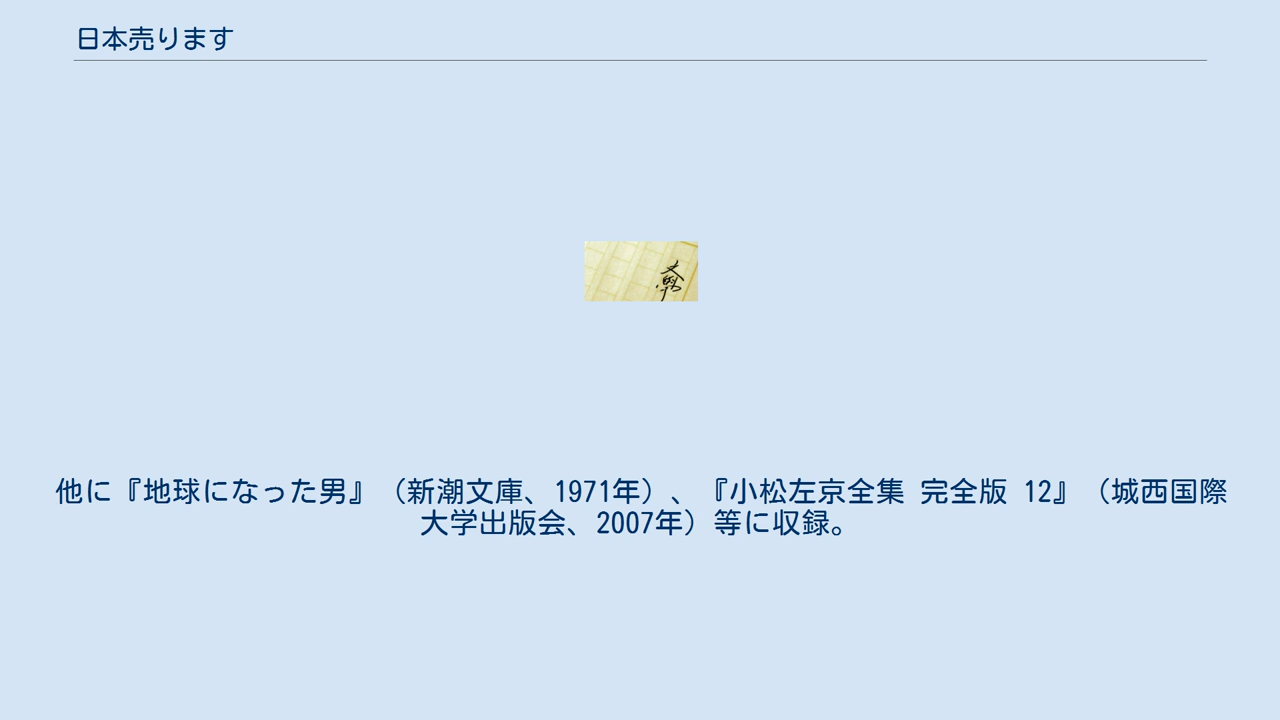 日本売ります
他に『地球になった男』（新潮文庫、1971年）、『小松左京全集 完全版 12』（城西国際
大学出版会、2007年）等に収録。